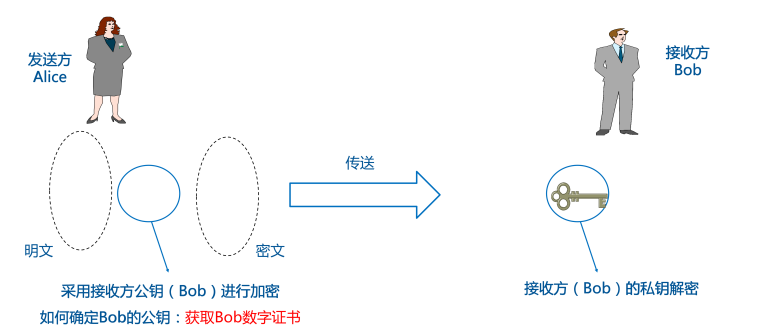 发送方
Alice
接收方
Bob
传送
明文
密文
采用接收方公钥（Bob）进行加密
如何确定Bob的公钥：获取Bob数字证书
接收方（Bob）的私钥解密